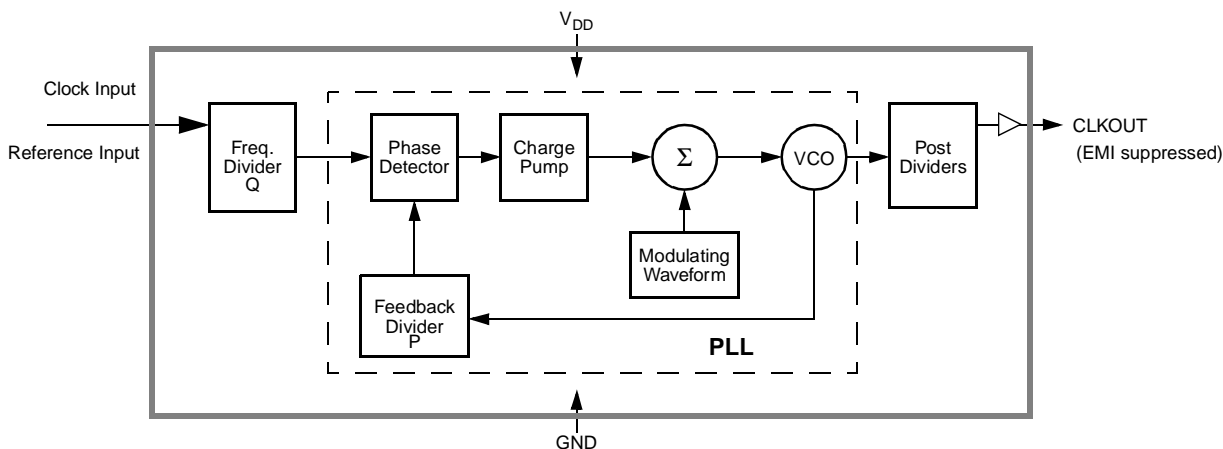 V_DD
Clock Input
Reference Input
Freq.
Divider
Q
Phase
Detector
Charge
Pump
Σ
VCO
Post
Dividers
CLKOUT
(EMI suppressed)
Modulating
Waveform
Feedback
Divider
P
PLL
GND